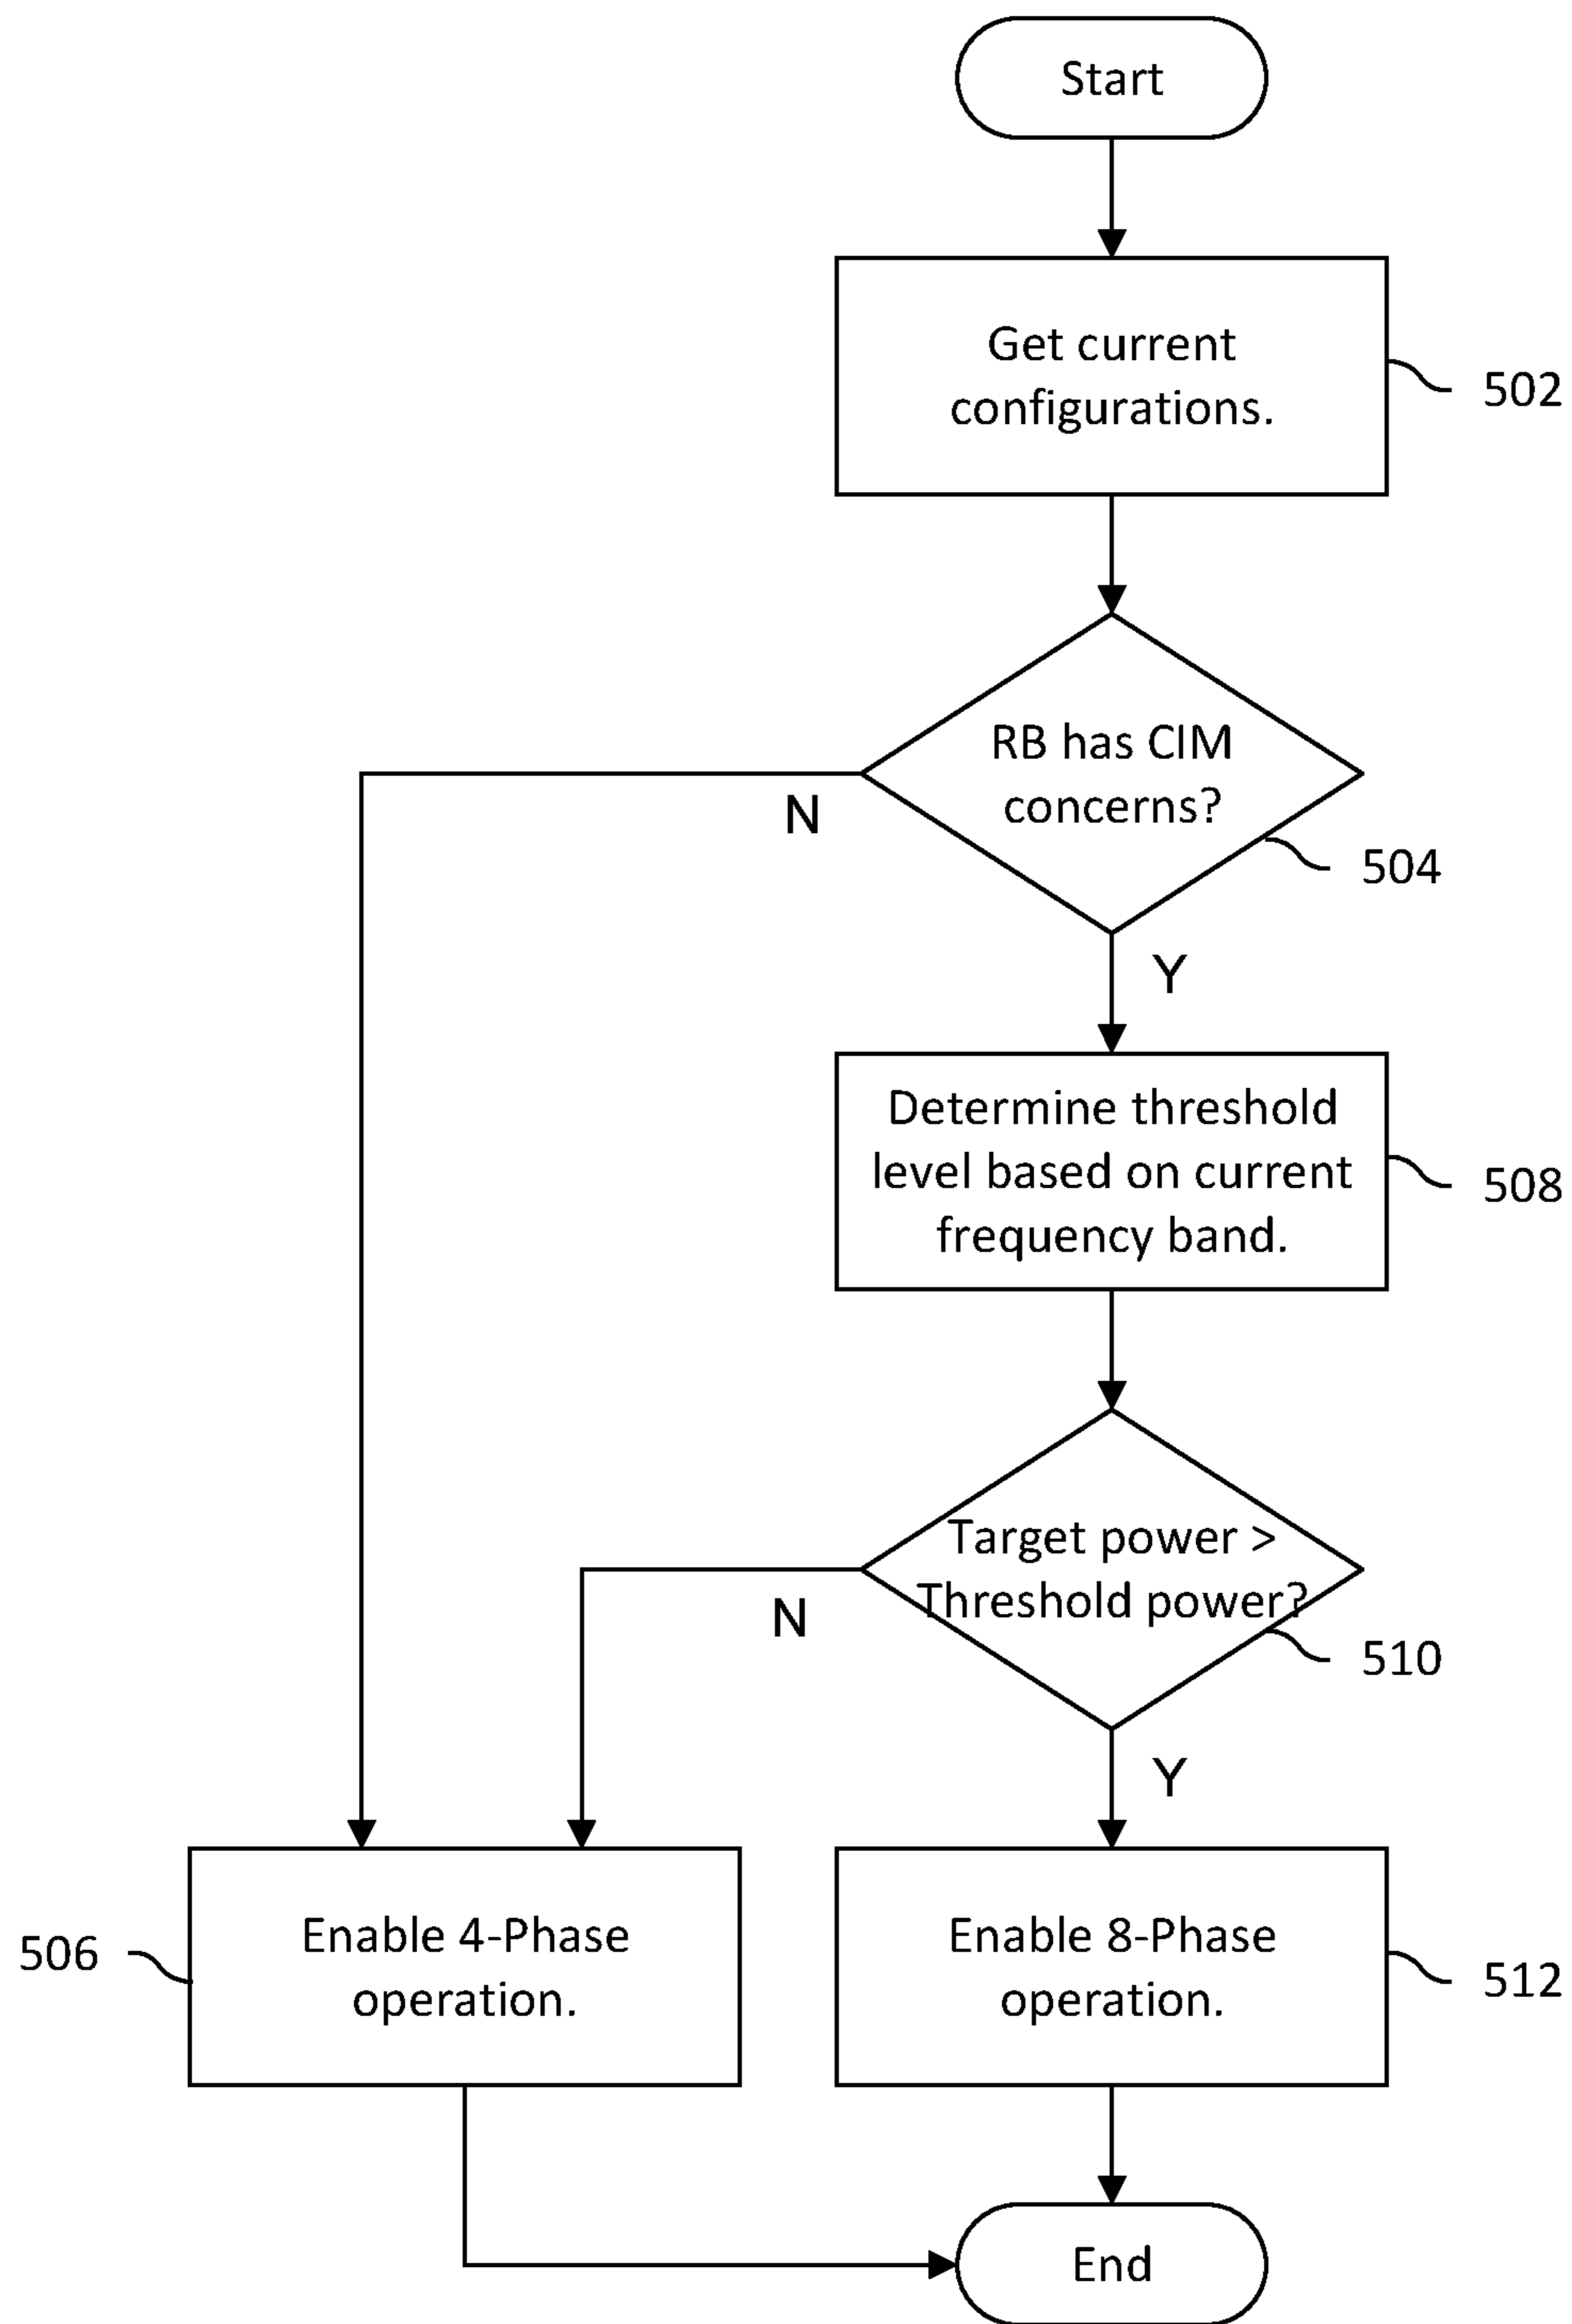 Start
Get current
configurations.
502
RB has CIM
concerns?
N
504
Y
Determine threshold
level based on current
frequency band.
508
Target power >
Threshold power?
N
510
Y
Enable 4-Phase
operation.
506
Enable 8-Phase
operation.
512
End